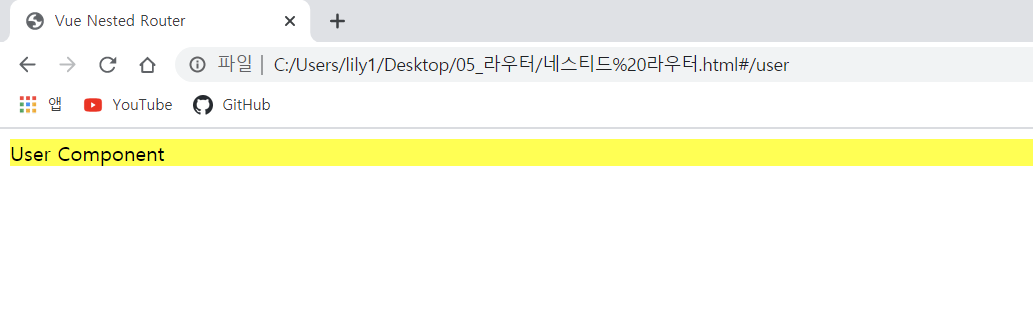 Vue Nested Router
파일 | C:/Users/lily1/Desktop/05_라우터/네스티드%20라우터.html#/user
앱 YouTube GitHub
User Component